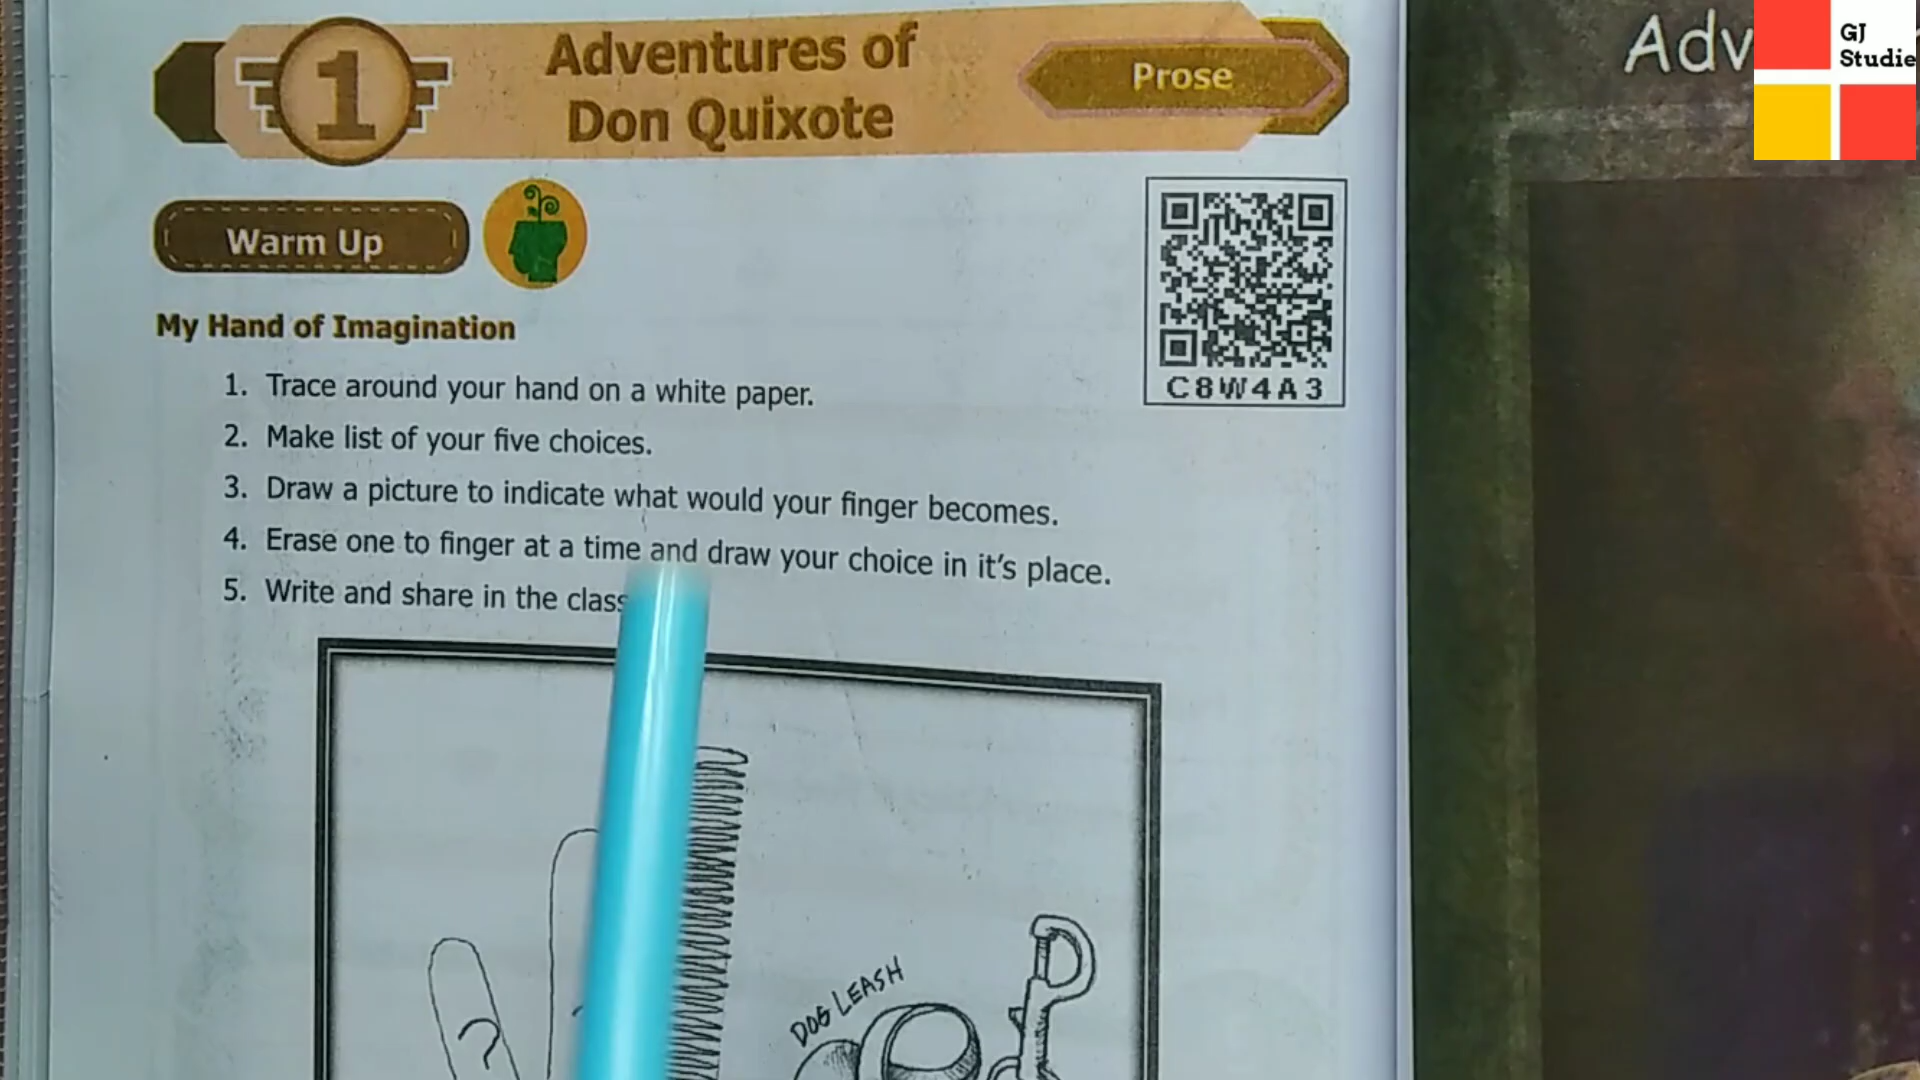 1
Adventures of
Don Quixote
Prose
Adv
GJ
Studie
Warm Up
C8W4A3
My Hand of Imagination
1. Trace around your hand on a white paper.
2. Make list of your five choices.
3. Draw a picture to indicate what would your finger becomes.
4. Erase one to finger at a time and draw your choice in it's place.
5. Write and share in the class
DOG LEASH
?